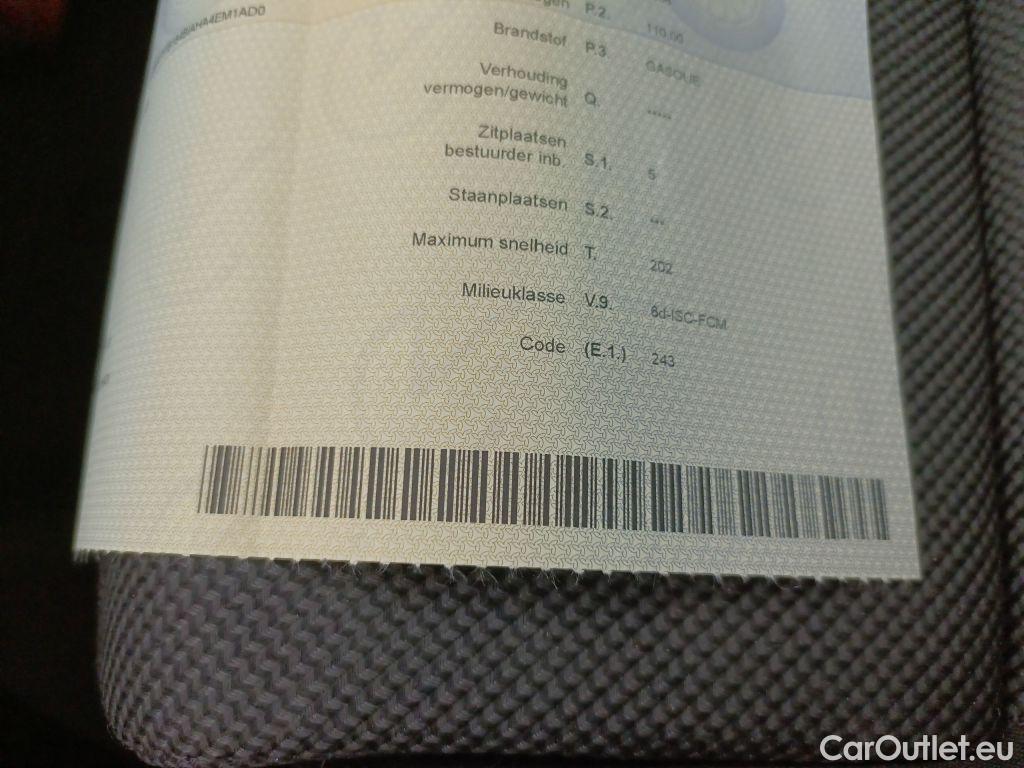 P.2. 110.00
Brandstof P.3. GASOLIE
Verhouding
vermogen/gewicht Q. -----
Zitplaatsen
bestuurder inb. S.1. 5
Staanplaatsen S.2. ---
Maximum snelheid T. 202
Milieuklasse V.9. 6d-ISC-FCM
Code (E.1.) 243
CarOutlet.eu